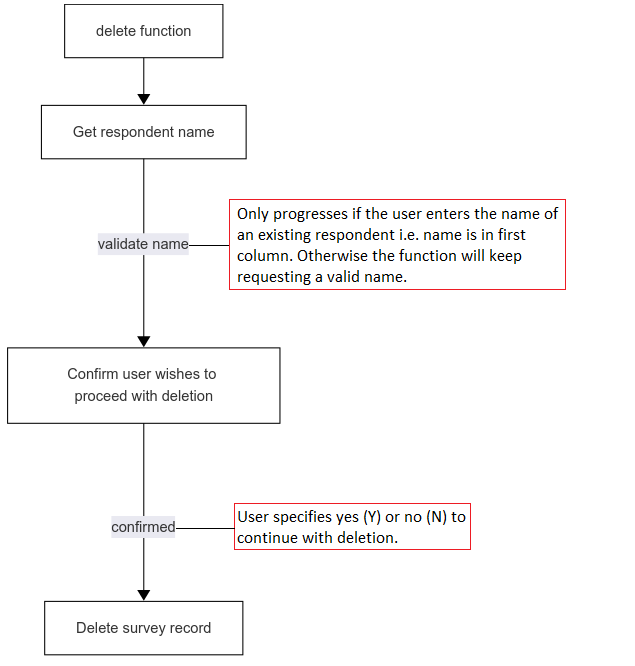 delete function
Get respondent name
validate name
Only progresses if the user enters the name of
an existing respondent i.e. name is in first
column. Otherwise the function will keep
requesting a valid name.
Confirm user wishes to
proceed with deletion
confirmed
User specifies yes (Y) or no (N) to
continue with deletion.
Delete survey record